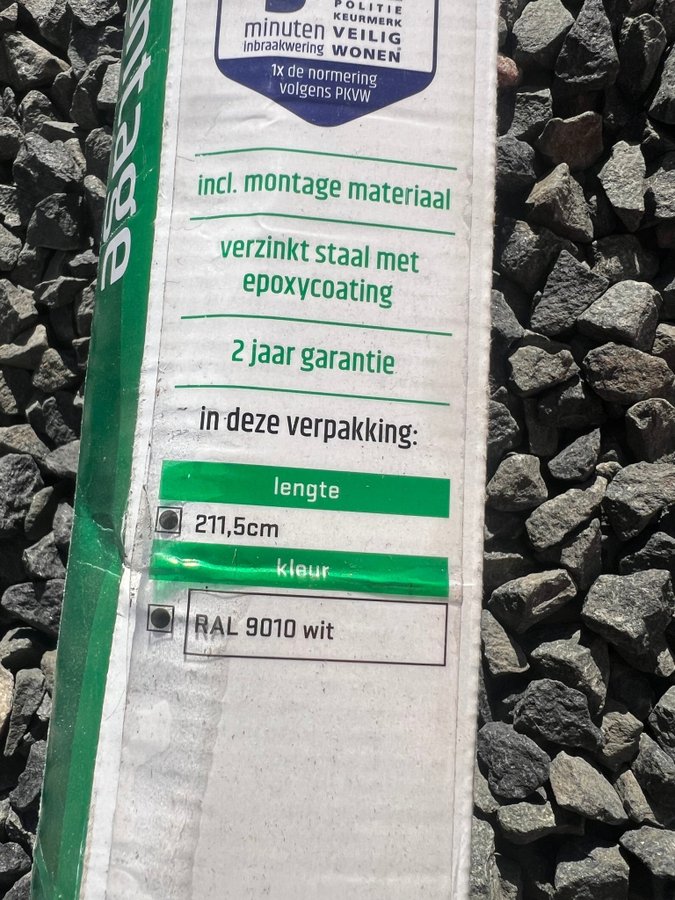 POLITIE
KEURMERK
minuten VEILIG
inbraakwering WONEN
1x de normering
volgens PKVW
incl. montage materiaal
verzinkt staal met
epoxycoating
2 jaar garantie
in deze verpakking:
lengte
211,5cm
kleur
RAL 9010 wit